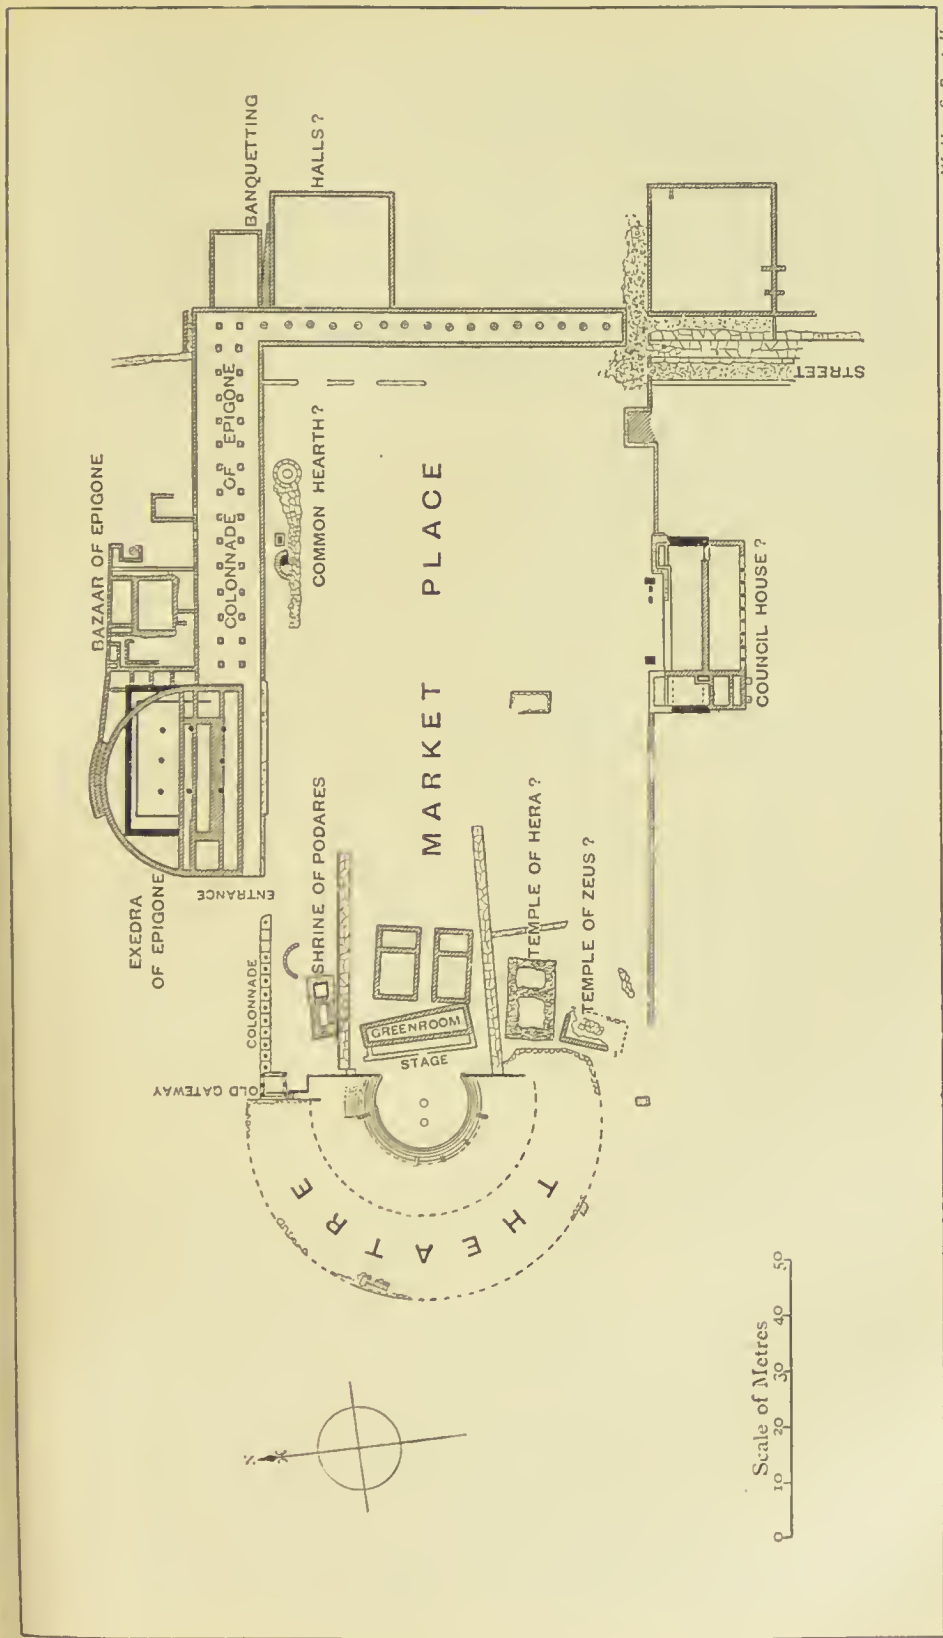 BANQUETTING
HALLS?
BAZAAR OF EPIGONE
COLONNADE OF EPIGONE
COMMON HEARTH?
EXEDRA
OF EPIGONE
ENTRANCE
COLONNADE
OLD GATEWAY
SHRINE OF PODARES
MARKET PLACE
GREENROOM
STAGE
THEATRE
TEMPLE OF HERA?
TEMPLE OF ZEUS?
COUNCIL HOUSE?
STREET
N
Scale of Metres
0 10 20 30 40 50